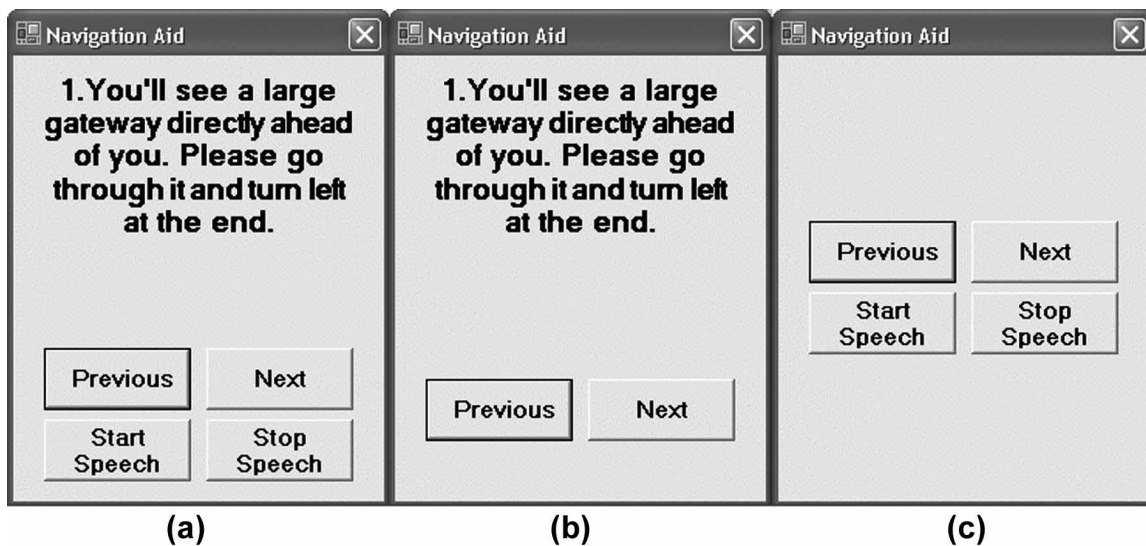 Navigation Aid
1.You'll see a large
gateway directly ahead
of you. Please go
through it and turn left
at the end.
Previous
Next
Start
Speech
Stop
Speech
(a)
Navigation Aid
1.You'll see a large
gateway directly ahead
of you. Please go
through it and turn left
at the end.
Previous
Next
(b)
Navigation Aid
Previous
Next
Start
Speech
Stop
Speech
(c)